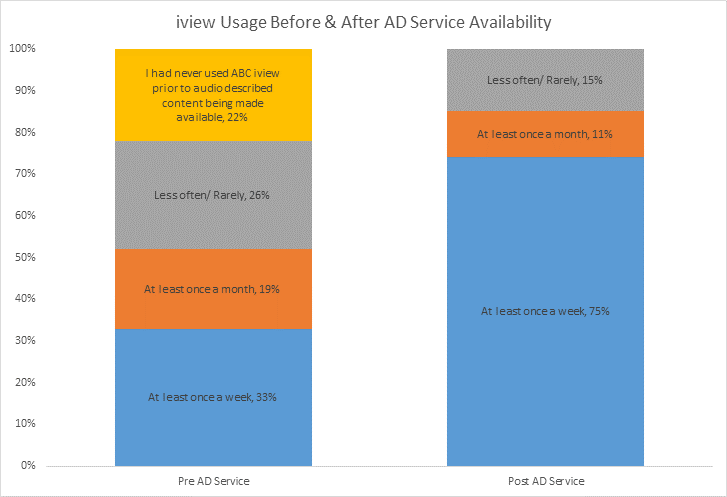 iview Usage Before & After AD Service Availability
100%
90%
80%
70%
60%
50%
40%
30%
20%
10%
0%
I had never used ABC iview
prior to audio described
content being made
available, 22%
Less often/ Rarely, 26%
At least once a month, 19%
At least once a week, 33%
Less often/ Rarely, 15%
At least once a month, 11%
At least once a week, 75%
Pre AD Service
Post AD Service